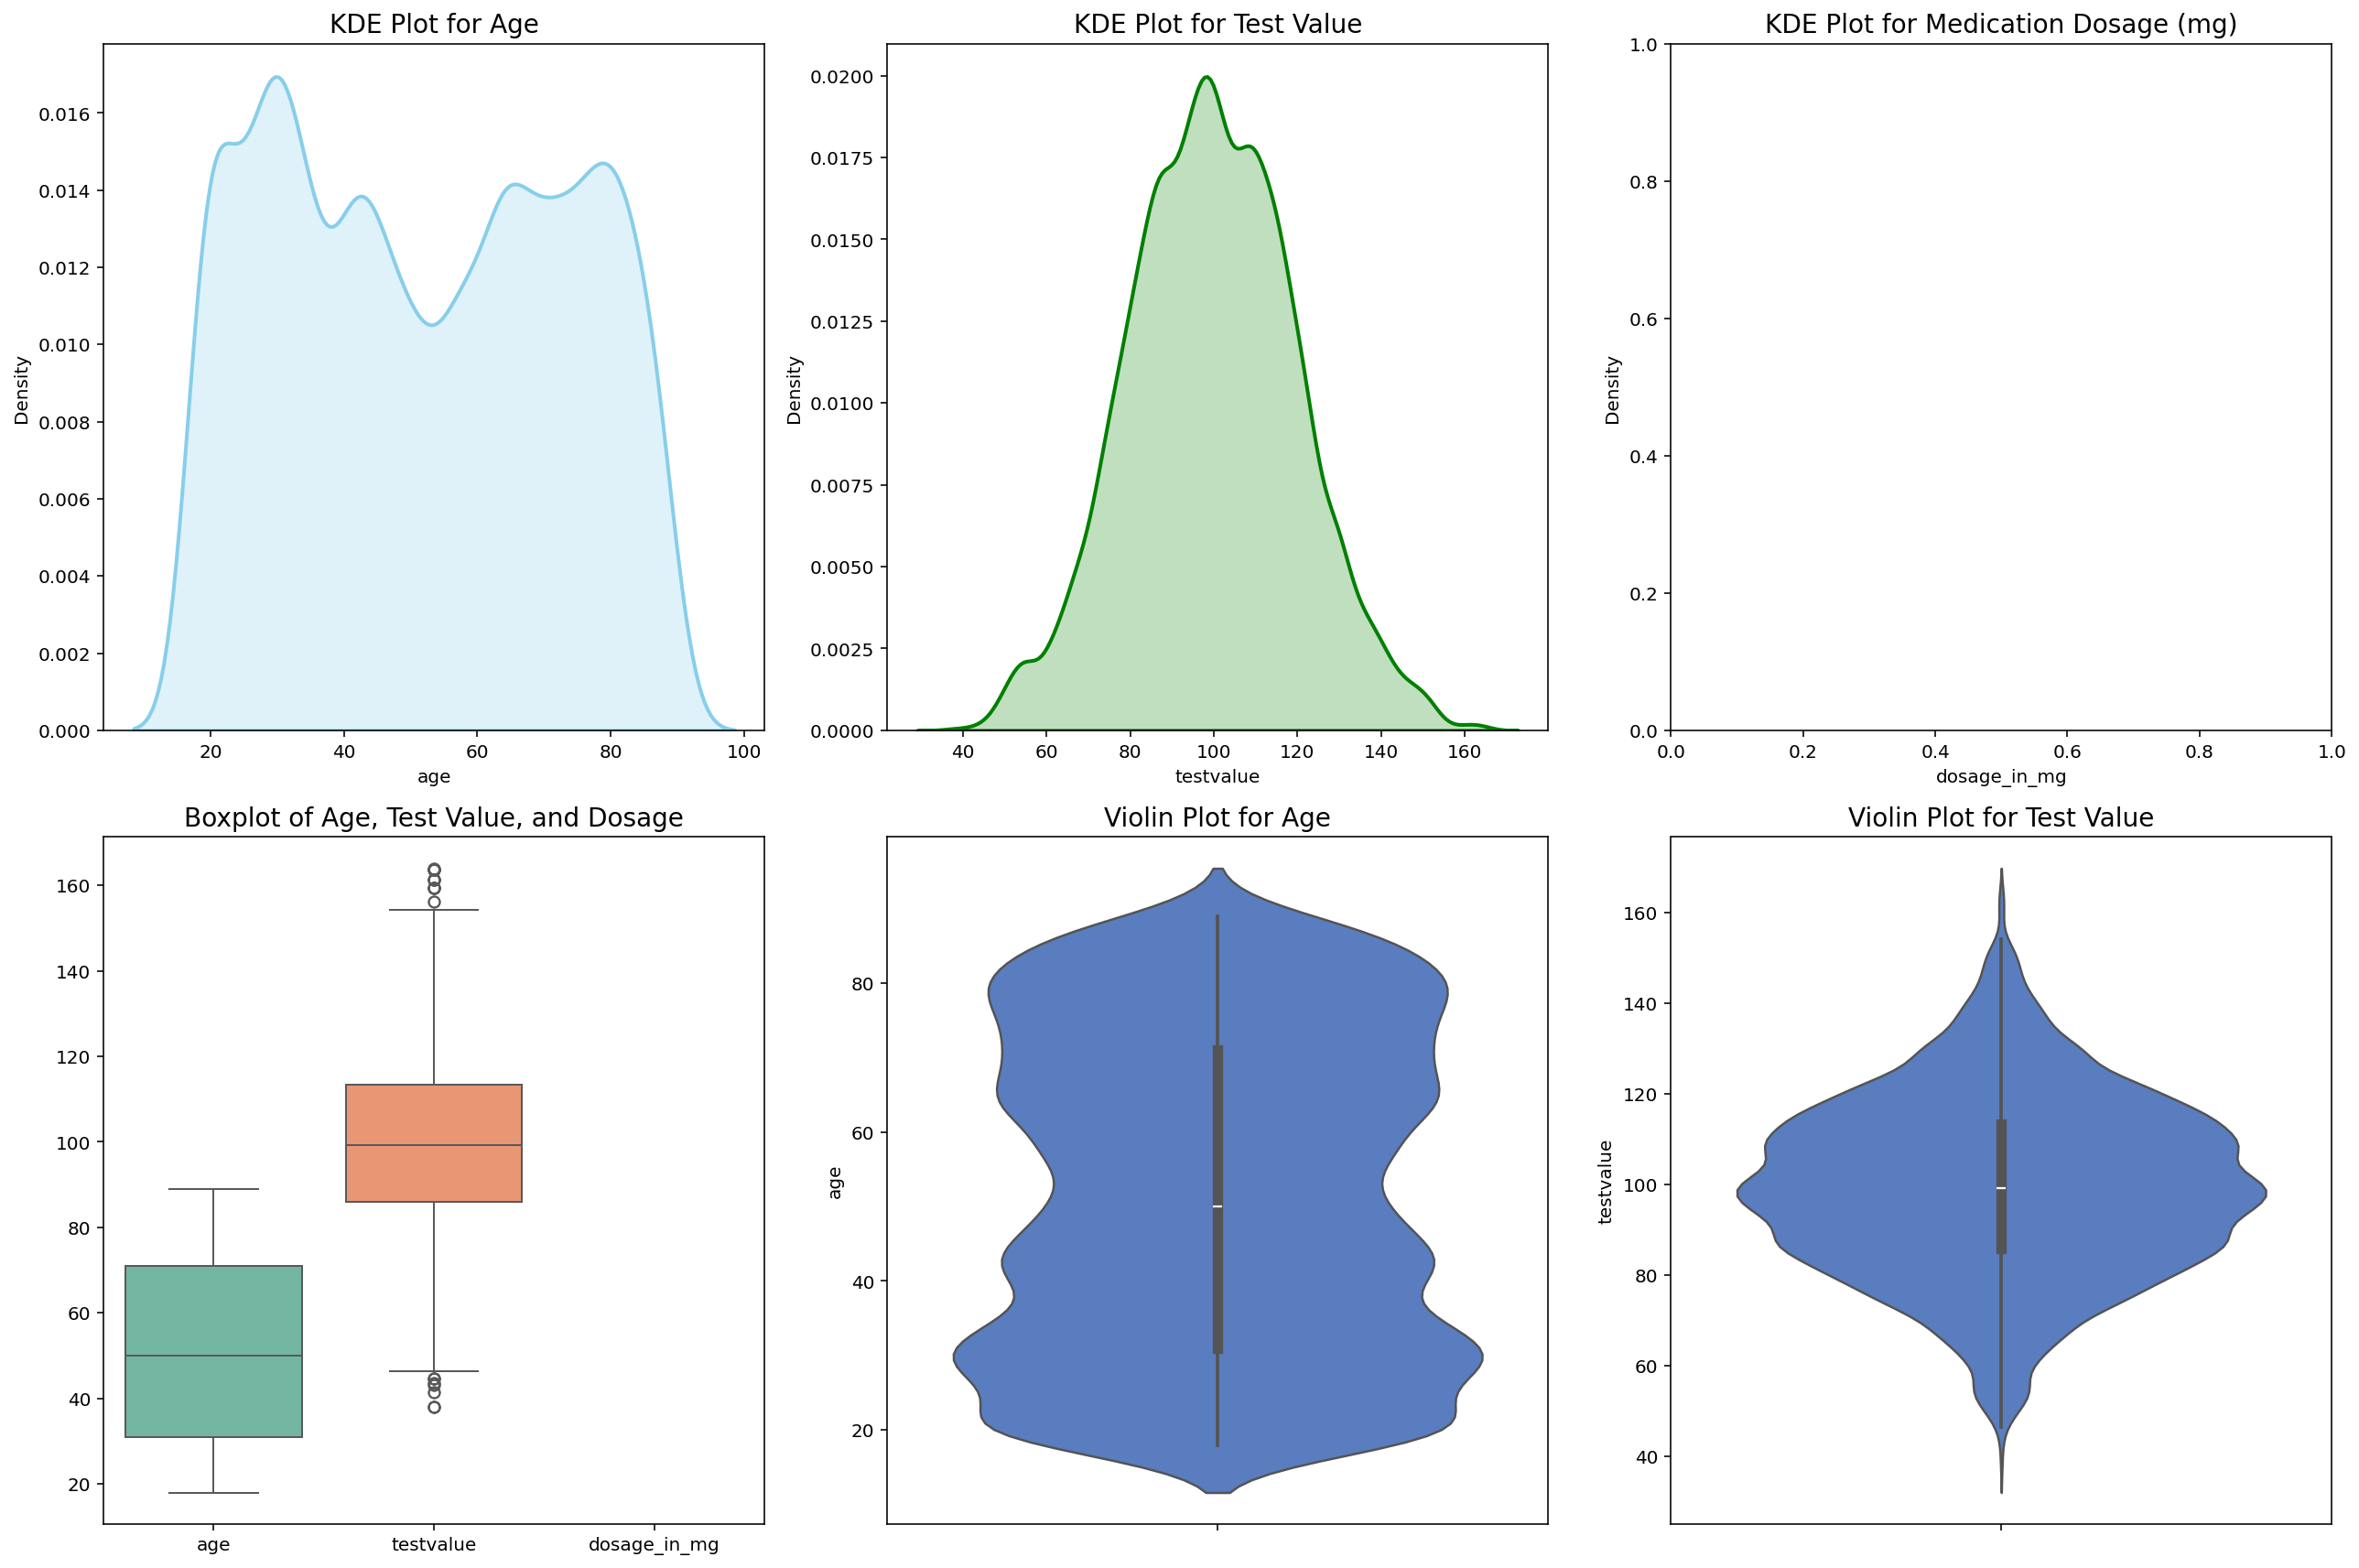 KDE Plot for Age
0.016
0.014
0.012
0.010
0.008
0.006
0.004
0.002
0.000
Density
20 40 60 80 100
age
KDE Plot for Test Value
0.0200
0.0175
0.0150
0.0125
0.0100
0.0075
0.0050
0.0025
0.0000
Density
40 60 80 100 120 140 160
testvalue
KDE Plot for Medication Dosage (mg)
1.0
0.8
0.6
0.4
0.2
0.0
Density
0.0 0.2 0.4 0.6 0.8 1.0
dosage_in_mg
Boxplot of Age, Test Value, and Dosage
160
140
120
100
80
60
40
20
age testvalue dosage_in_mg
Violin Plot for Age
80
60
40
20
age
Violin Plot for Test Value
160
140
120
100
80
60
40
testvalue